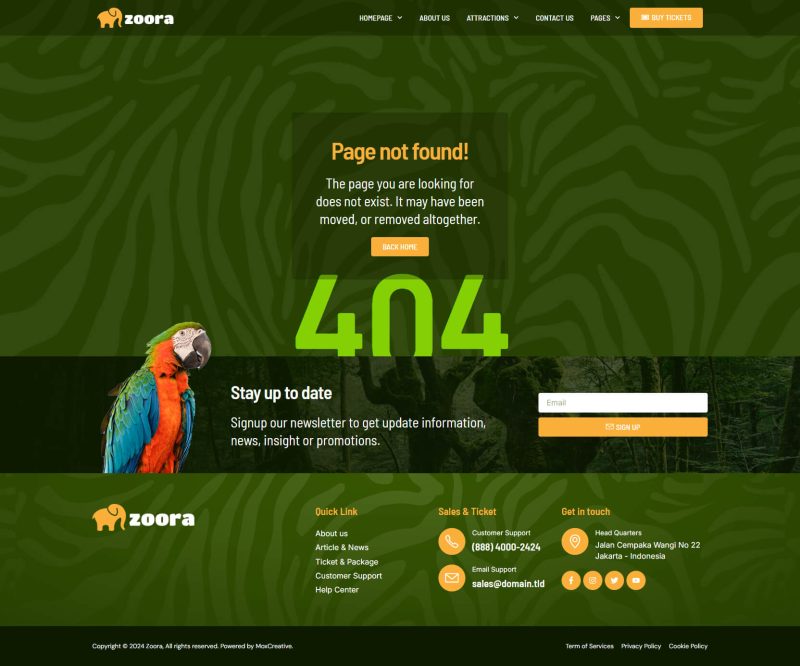 zoora
HOMEPAGE ABOUT US ATTRACTIONS CONTACT US PAGES BUY TICKETS
Page not found!
The page you are looking for
does not exist. It may have been
moved, or removed altogether.
BACK HOME
404
Stay up to date
Signup our newsletter to get update information,
news, insight or promotions.
Email
SIGN UP
zoora
Quick Link
About us
Article & News
Ticket & Package
Customer Support
Help Center
Sales & Ticket
Customer Support
(888) 4000-2424
Email Support
sales@domain.tld
Get in touch
Head Quarters
Jalan Cempaka Wangi No 22
Jakarta - Indonesia
Copyright © 2024 Zoora, All rights reserved. Powered by MoxCreative.
Terms of Services Privacy Policy Cookie Policy